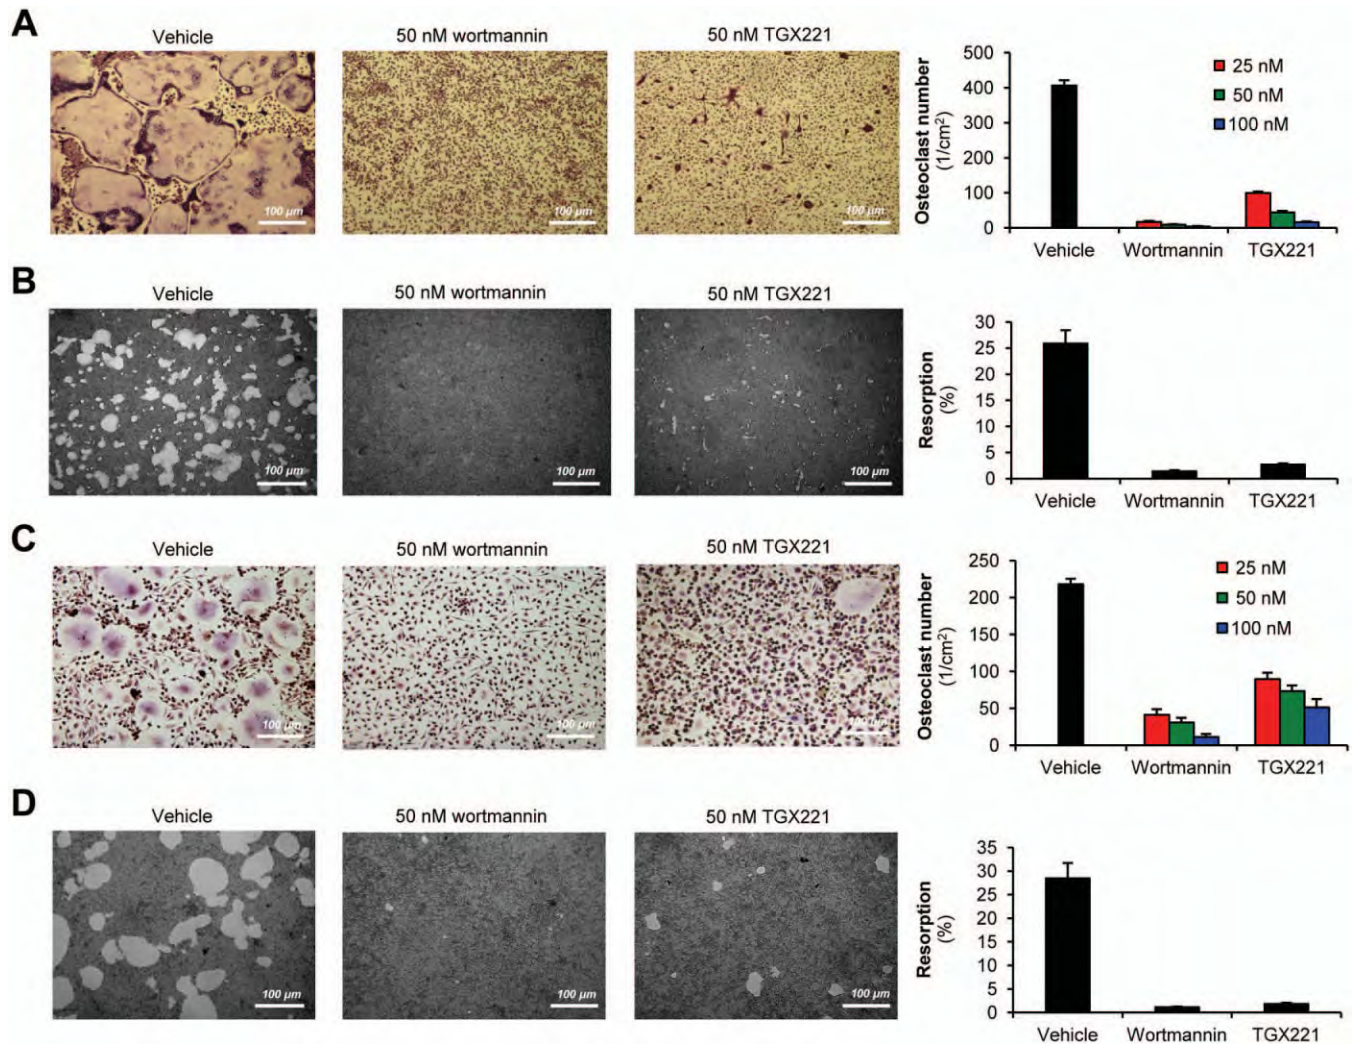 A
Vehicle
50 nM wortmannin
50 nM TGX221
100 µm
100 µm
100 µm
Osteoclast number
(1/cm²)
500
400
300
200
100
0
25 nM
50 nM
100 nM
Vehicle
Wortmannin
TGX221
B
Vehicle
50 nM wortmannin
50 nM TGX221
100 µm
100 µm
100 µm
Resorption
(%)
30
25
20
15
10
5
0
Vehicle
Wortmannin
TGX221
C
Vehicle
50 nM wortmannin
50 nM TGX221
100 µm
100 µm
100 µm
Osteoclast number
(1/cm²)
250
200
150
100
50
0
25 nM
50 nM
100 nM
Vehicle
Wortmannin
TGX221
D
Vehicle
50 nM wortmannin
50 nM TGX221
100 µm
100 µm
100 µm
Resorption
(%)
35
30
25
20
15
10
5
0
Vehicle
Wortmannin
TGX221